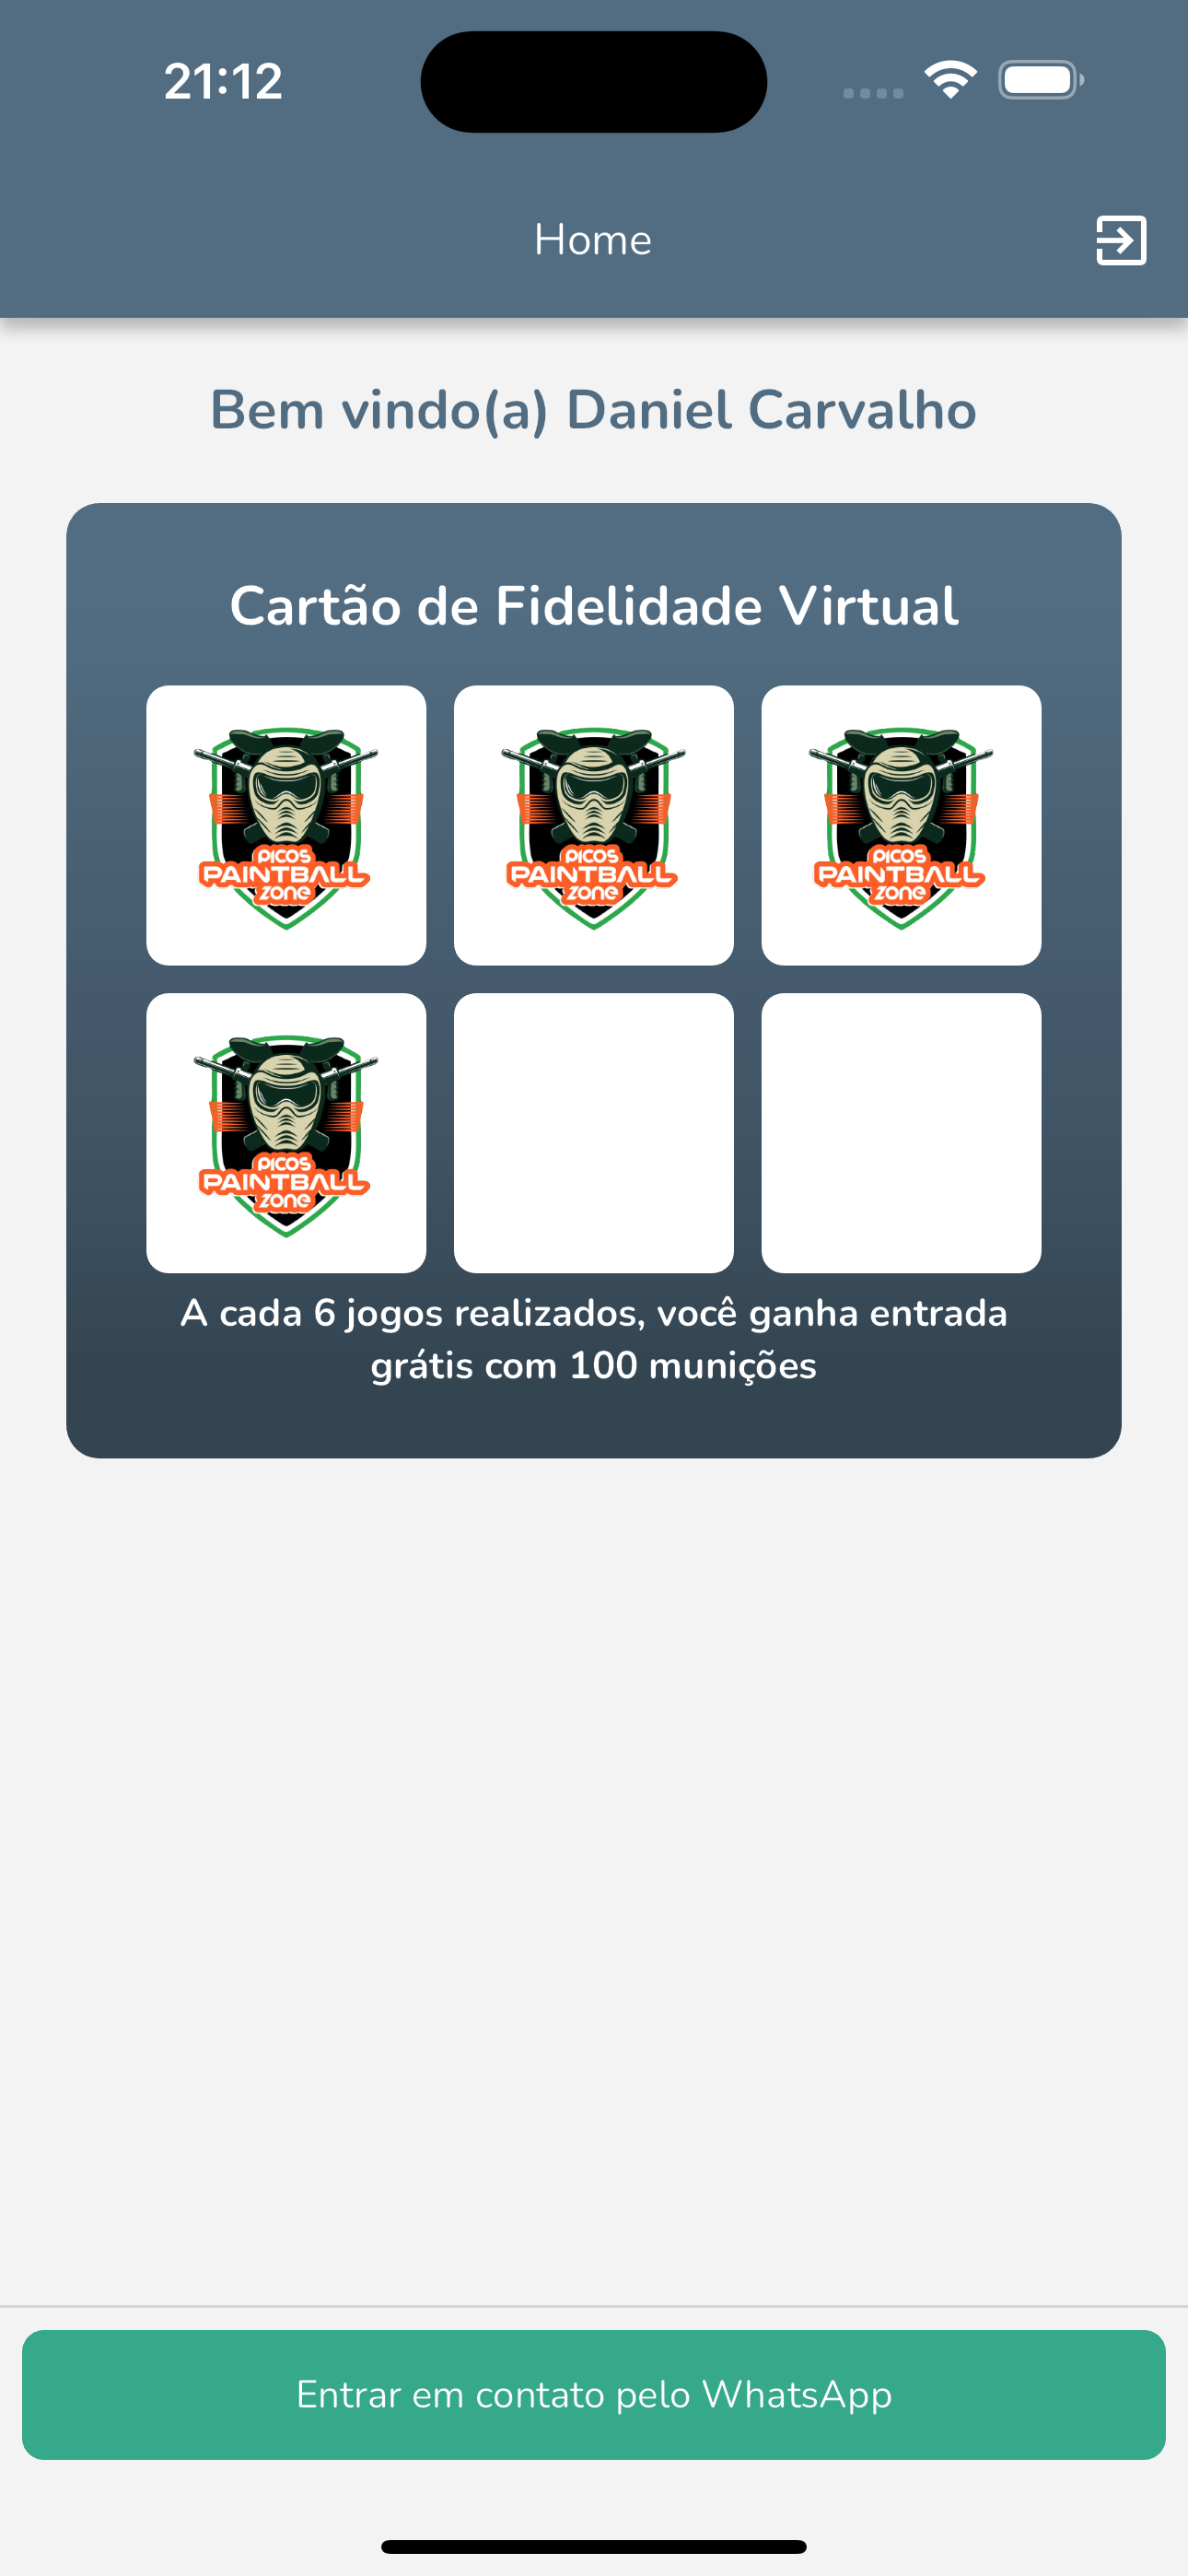 21:12
Home
Bem vindo(a) Daniel Carvalho
Cartão de Fidelidade Virtual
PICOS
PAINTBALL
ZONE
PICOS
PAINTBALL
ZONE
PICOS
PAINTBALL
ZONE
PICOS
PAINTBALL
ZONE
A cada 6 jogos realizados, você ganha entrada
grátis com 100 munições
Entrar em contato pelo WhatsApp